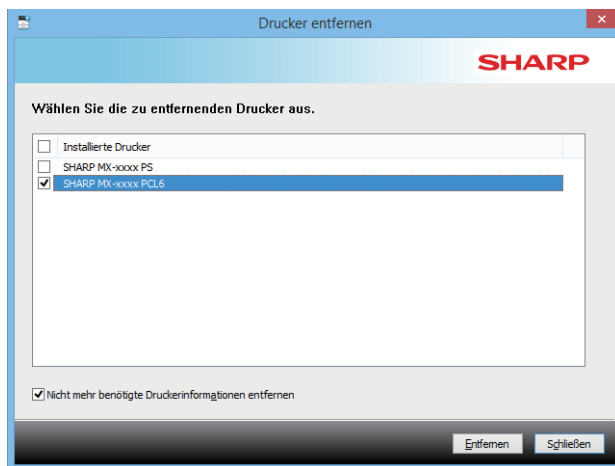 Drucker entfernen
SHARP
Wählen Sie die zu entfernenden Drucker aus.
Installierte Drucker
SHARP MX-xxxx PS
SHARP MX-xxxx PCL6
Nicht mehr benötigte Druckerinformationen entfernen
Entfernen Schließen